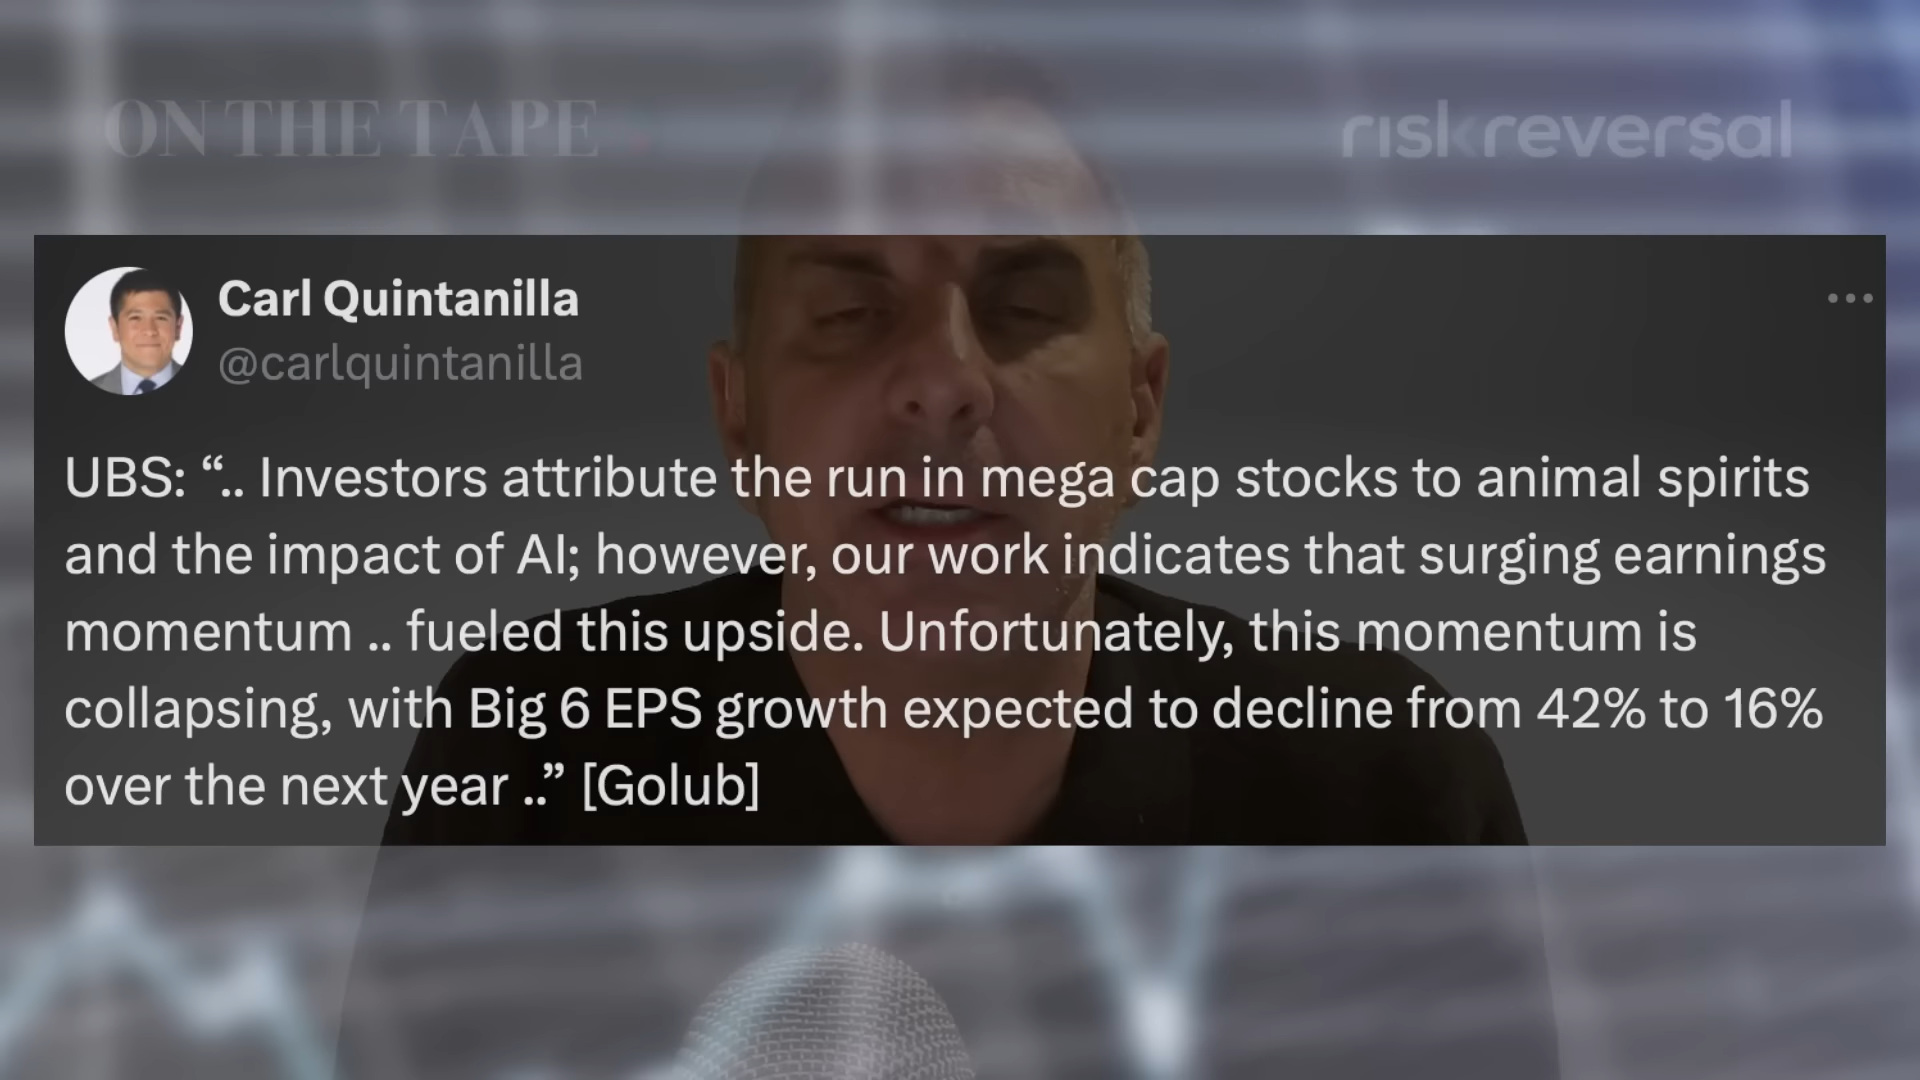 ON THE TAPE
riskrever$al
Carl Quintanilla
@carlquintanilla
UBS: “.. Investors attribute the run in mega cap stocks to animal spirits
and the impact of AI; however, our work indicates that surging earnings
momentum .. fueled this upside. Unfortunately, this momentum is
collapsing, with Big 6 EPS growth expected to decline from 42% to 16%
over the next year ..” [Golub]